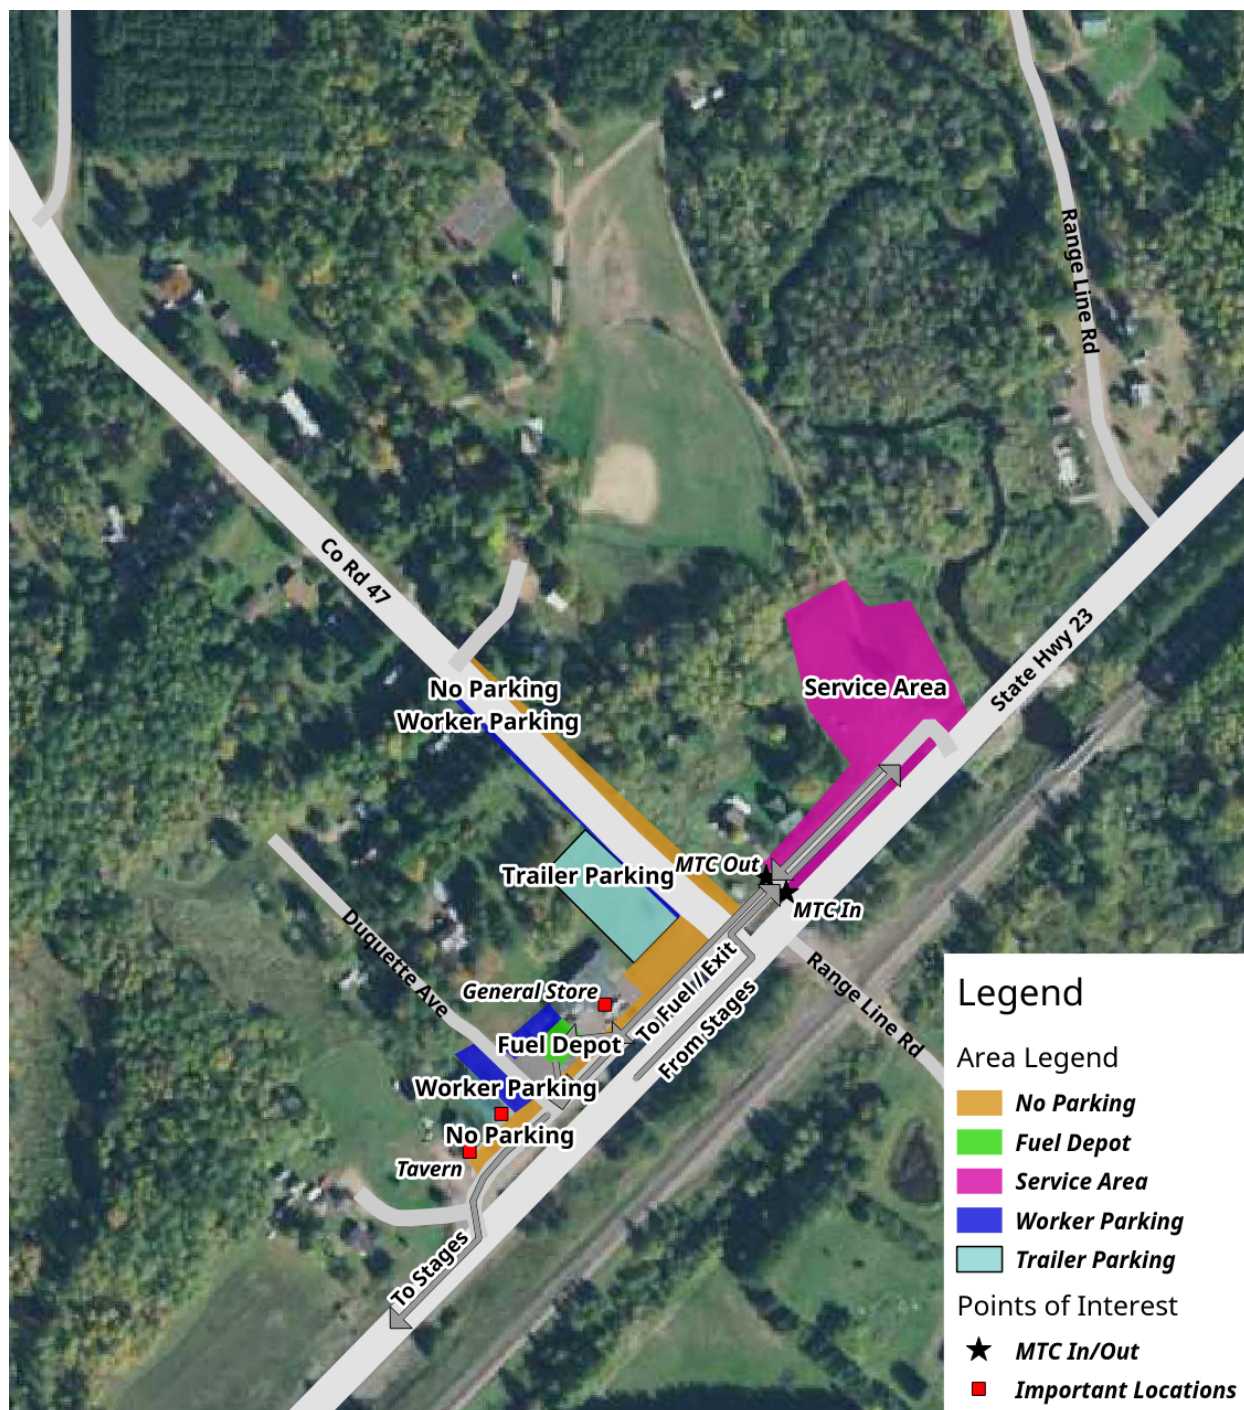 Range Line Rd
Co Rd 47
State Hwy 23
No Parking
Worker Parking
Service Area
Trailer Parking
MTC Out
MTC In
Duquette Ave
General Store
To Fuel / Exit
From Stages
Range Line Rd
Fuel Depot
Worker Parking
No Parking
Tavern
To Stages
Legend
Area Legend
No Parking
Fuel Depot
Service Area
Worker Parking
Trailer Parking
Points of Interest
MTC In/Out
Important Locations